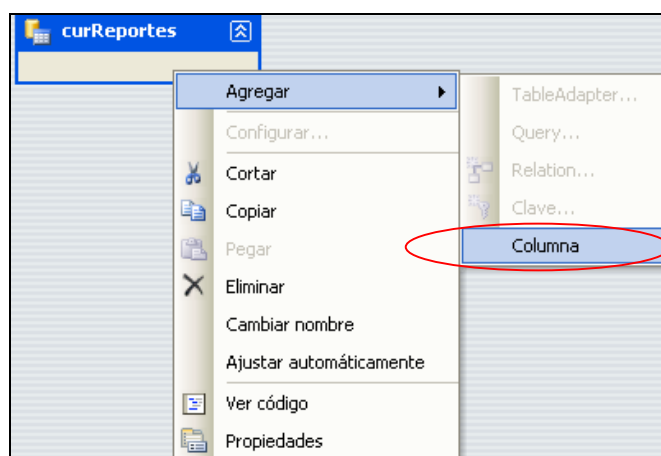 curReportes
Agregar
Configurar...
Cortar
Copiar
Pegar
Eliminar
Cambiar nombre
Ajustar automáticamente
Ver código
Propiedades
TableAdapter...
Query...
Relation...
Clave...
Columna